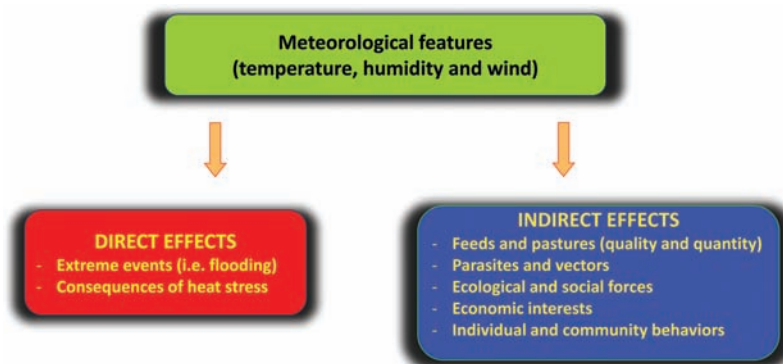 Meteorological features
(temperature, humidity and wind)
DIRECT EFFECTS
- Extreme events (i.e. flooding)
- Consequences of heat stress
INDIRECT EFFECTS
- Feeds and pastures (quality and quantity)
- Parasites and vectors
- Ecological and social forces
- Economic interests
- Individual and community behaviors